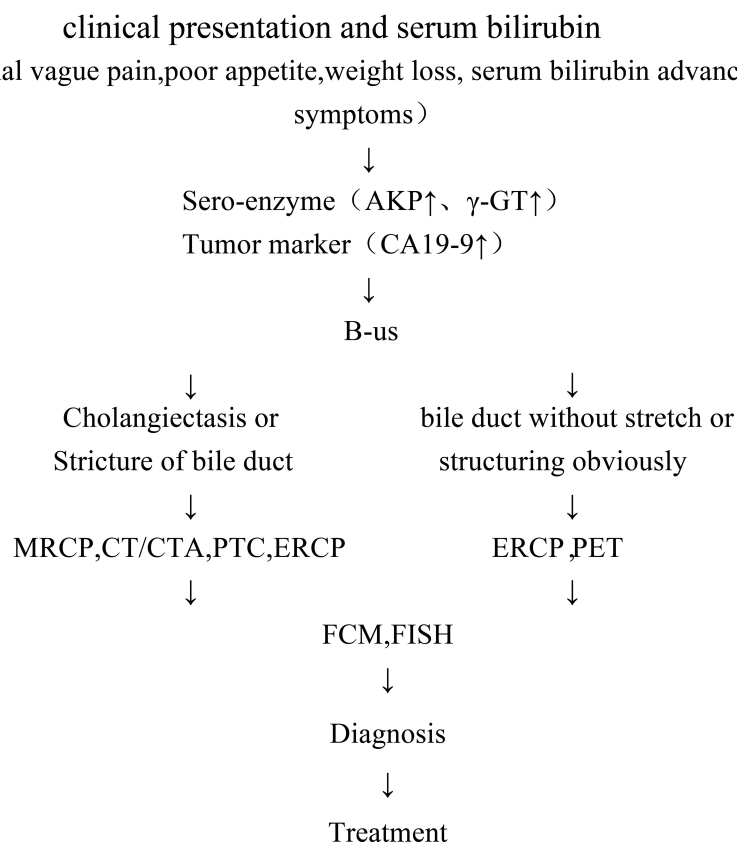 clinical presentation and serum bilirubin
al vague pain,poor appetite,weight loss, serum bilirubin advanc
symptoms）
↓
Sero-enzyme（AKP↑、γ-GT↑）
Tumor marker（CA19-9↑）
↓
B-us
↓ ↓
Cholangiectasis or
Stricture of bile duct
bile duct without stretch or
structuring obviously
↓ ↓
MRCP,CT/CTA,PTC,ERCP
ERCP,PET
↓ ↓
FCM,FISH
↓
Diagnosis
↓
Treatment